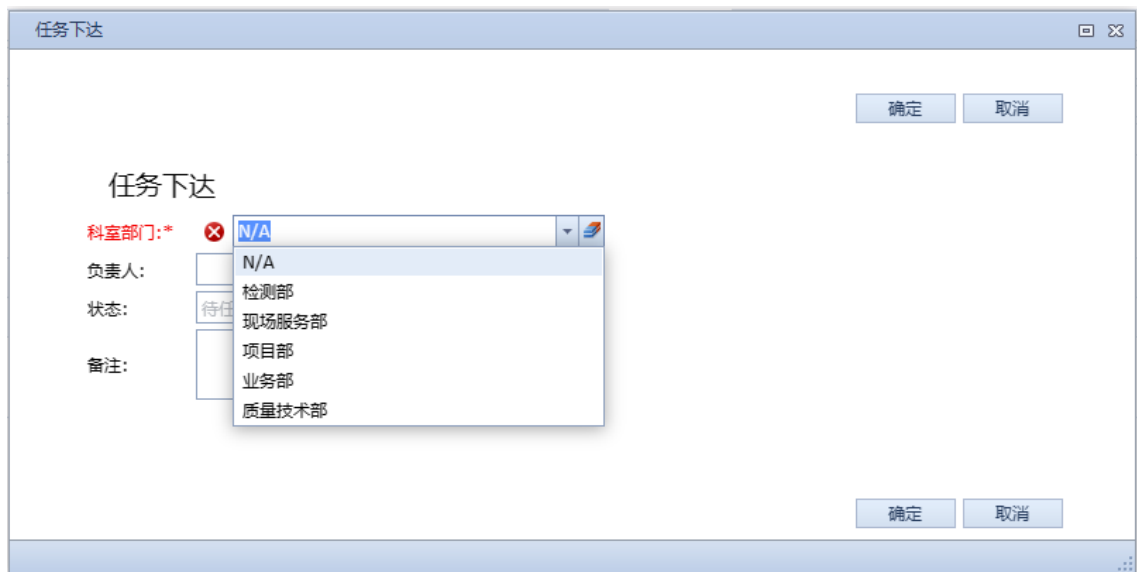 任务下达
确定 取消
任务下达
科室部门:* N/A
N/A
负责人:
检测部
状态: 待任
现场服务部
项目部
备注:
业务部
质量技术部
确定 取消